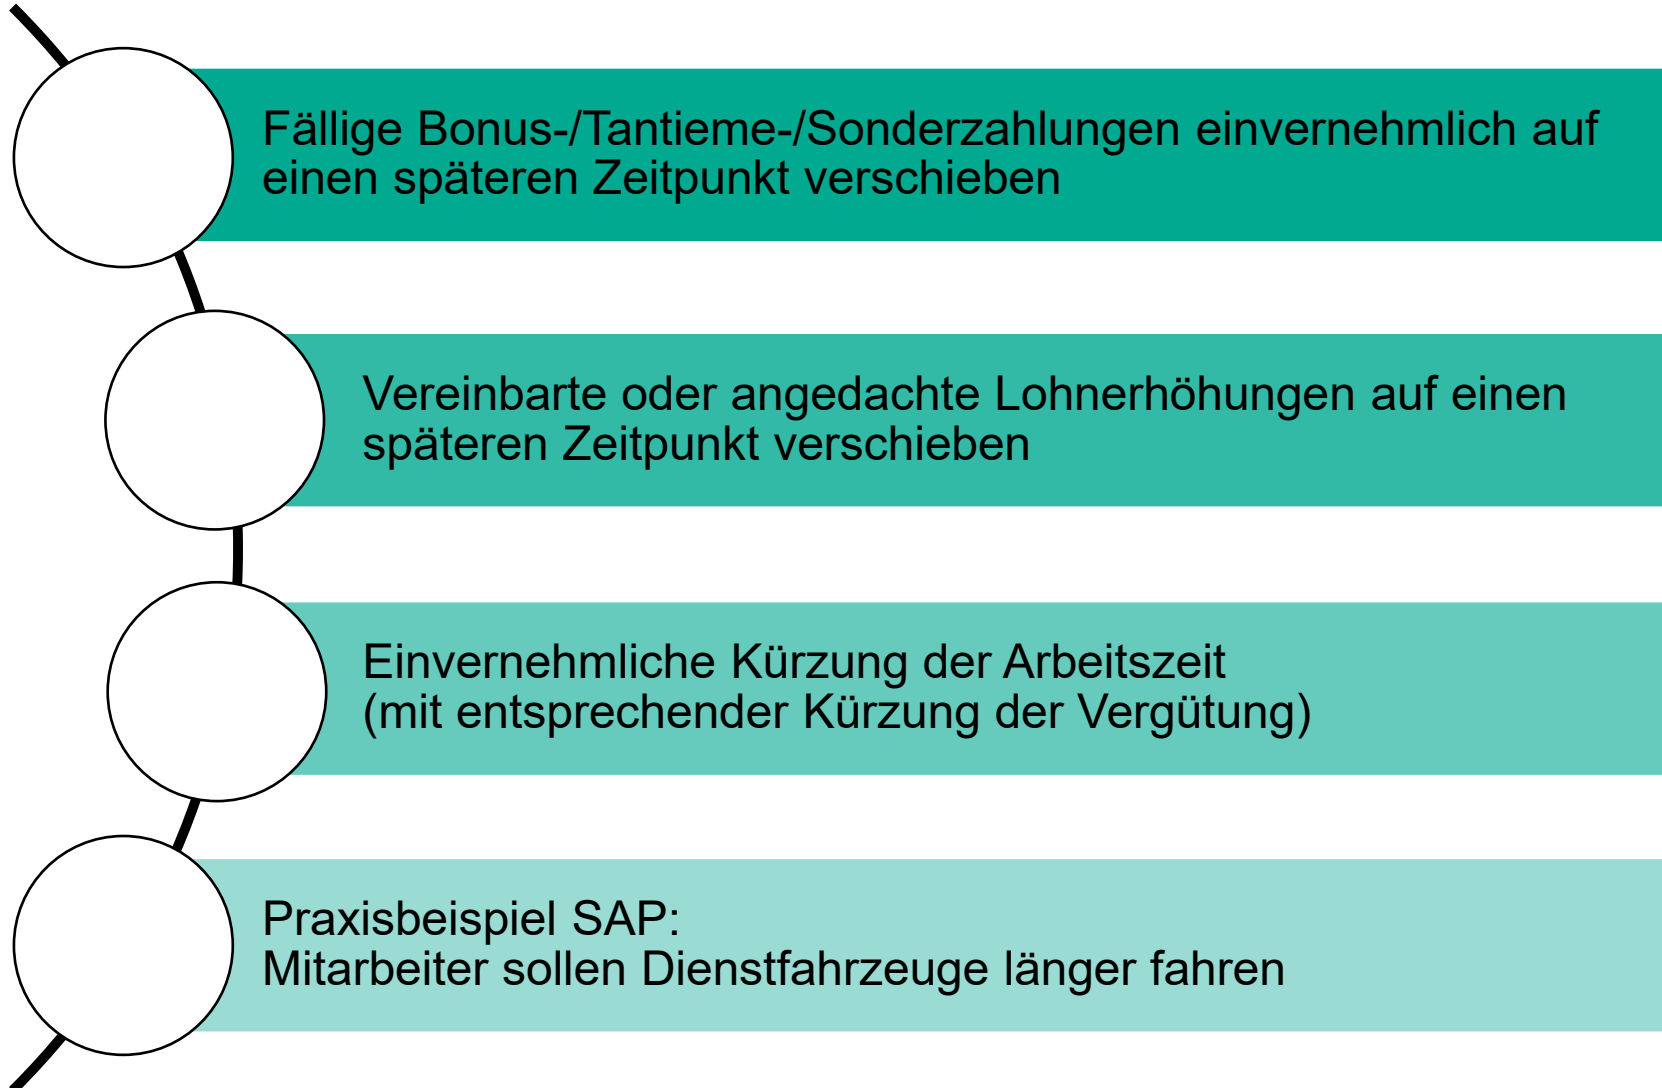 Fällige Bonus-/Tantieme-/Sonderzahlungen einvernehmlich auf
einen späteren Zeitpunkt verschieben
Vereinbarte oder angedachte Lohnerhöhungen auf einen
späteren Zeitpunkt verschieben
Einvernehmliche Kürzung der Arbeitszeit
(mit entsprechender Kürzung der Vergütung)
Praxisbeispiel SAP:
Mitarbeiter sollen Dienstfahrzeuge länger fahren